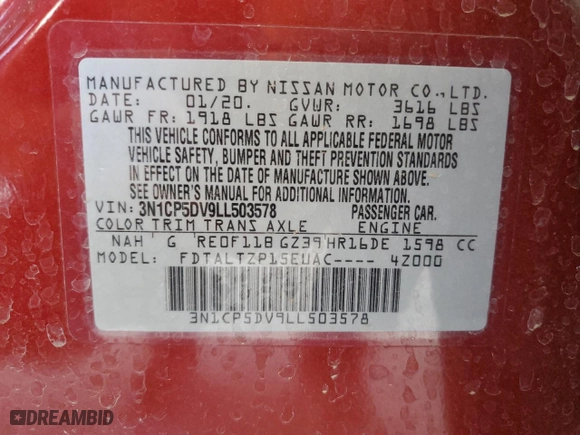 MANUFACTURED BY NISSAN MOTOR CO.,LTD.
DATE: 01/20. GVWR: 3616 LBS
GAWR FR: 1918 LBS GAWR RR: 1698 LBS
THIS VEHICLE CONFORMS TO ALL APPLICABLE FEDERAL MOTOR
VEHICLE SAFETY, BUMPER AND THEFT PREVENTION STANDARDS
IN EFFECT ON THE DATE OF MANUFACTURE SHOWN ABOVE.
SEE OWNER'S MANUAL FOR ADDITIONAL INFORMATION.
VIN: 3N1CP5DV9LL503578 PASSENGER CAR.
COLOR TRIM TRANS AXLE ENGINE
NAH G RE0F11B GZ39 HR16DE 1598 CC
MODEL: FDTALTZP15EUAC---- 4Z000
3N1CP5DV9LL503578
DREAMBID